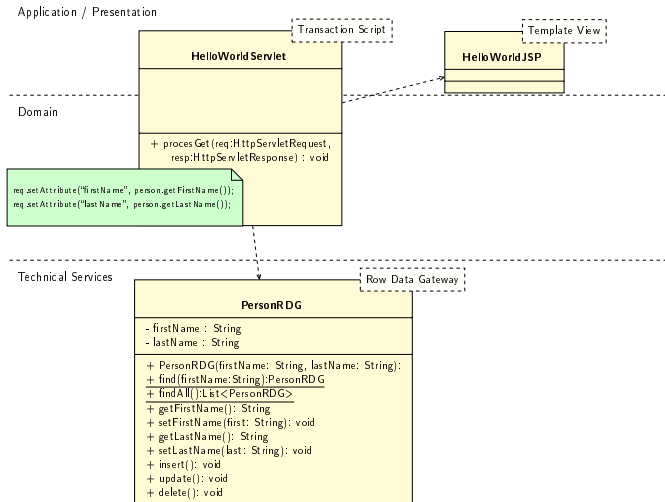 Application / Presentation
Transaction Script
HelloWorldServlet
Template View
HelloWorldJSP
Domain
+ procesGet(req:HttpServletRequest,
resp:HttpServletResponse) : void
req.setAttribute("firstName", person.getFirstName());
req.setAttribute("lastName", person.getLastName());
Technical Services
Row Data Gateway
PersonRDG
- firstName : String
- lastName : String
+ PersonRDG(firstName: String, lastName: String):
+ find(firstName:String):PersonRDG
+ findAll():List<PersonRDG>
+ getFirstName(): String
+ setFirstName(first: String): void
+ getLastName(): String
+ setLastName(last: String): void
+ insert(): void
+ update(): void
+ delete(): void